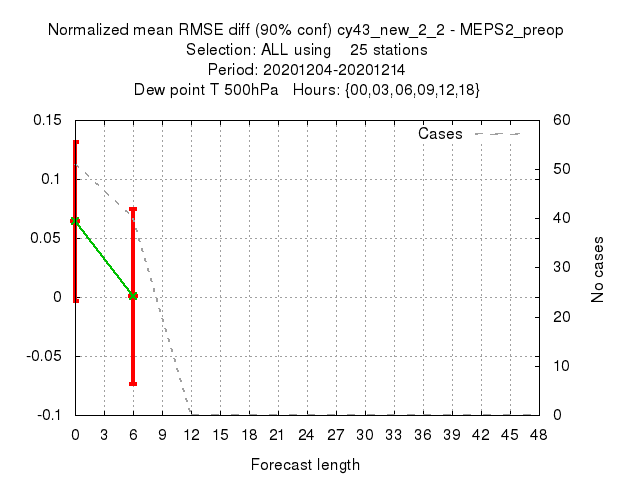 Normalized mean RMSE diff (90% conf) cy43_new_2_2 - MEPS2_preop
Selection: ALL using    25 stations
Period: 20201204-20201214
Dew point T 500hPa   Hours: {00,03,06,09,12,18}
0.15
0.1
0.05
0
-0.05
-0.1
60
50
40
30
20
10
0
Cases
No cases
0 3 6 9 12 15 18 21 24 27 30 33 36 39 42 45 48
Forecast length